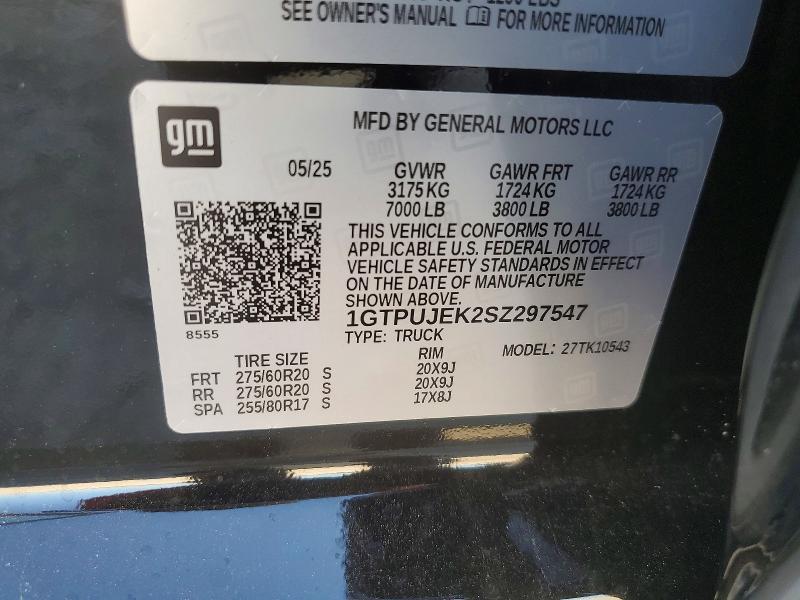 SEE OWNER'S MANUAL FOR MORE INFORMATION
gm
MFD BY GENERAL MOTORS LLC
05/25 GVWR GAWR FRT GAWR RR
3175 KG 1724 KG 1724 KG
7000 LB 3800 LB 3800 LB
THIS VEHICLE CONFORMS TO ALL
APPLICABLE U.S. FEDERAL MOTOR
VEHICLE SAFETY STANDARDS IN EFFECT
ON THE DATE OF MANUFACTURE
SHOWN ABOVE.
1GTPUJEK2SZ297547
8555
TYPE: TRUCK
MODEL: 27TK10543
TIRE SIZE RIM
FRT 275/60R20 S 20X9J
RR 275/60R20 S 20X9J
SPA 255/80R17 S 17X8J